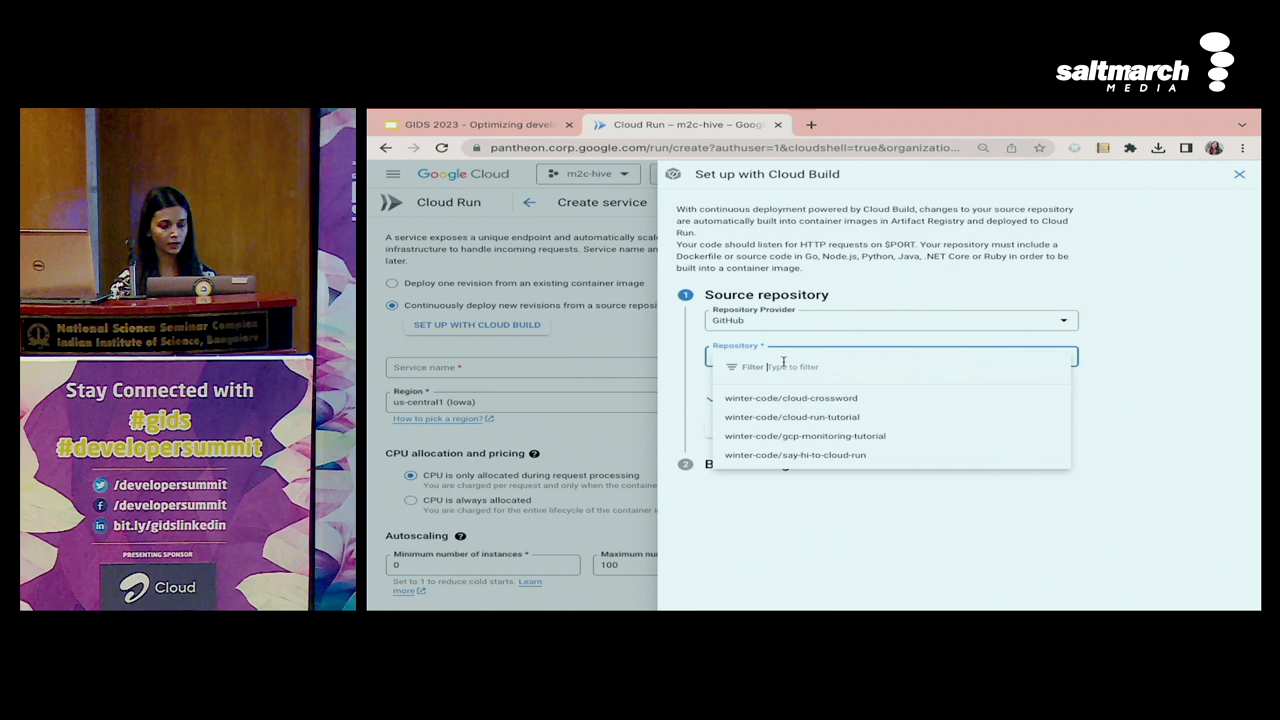 saltmarch
MEDIA
National Science Seminar Complex
Indian Institute of Science, Bangalore
Stay Connected with
#gids
#developersummit
/developersummit
/developersummit
bit.ly/gidslinkedin
PRESENTING SPONSOR
Cloud
GIDS 2023 - Optimizing devel
Cloud Run – m2c-hive – Goog
pantheon.corp.google.com/run/create?authuser=1&cloudshell=true&organizatio...
Google Cloud
m2c-hive
Cloud Run
Create service
A service exposes a unique endpoint and automatically scale
infrastructure to handle incoming requests. Service name an
later.
Deploy one revision from an existing container image
Continuously deploy new revisions from a source reposi
SET UP WITH CLOUD BUILD
Service name *
Region *
us-central1 (Iowa)
How to pick a region?
CPU allocation and pricing
CPU is only allocated during request processing
You are charged per request and only when the containe
CPU is always allocated
You are charged for the entire lifecycle of the container i
Autoscaling
Minimum number of instances *
0
Set to 1 to reduce cold starts. Learn
more
Maximum nu
100
Set up with Cloud Build
With continuous deployment powered by Cloud Build, changes to your source repository
are automatically built into container images in Artifact Registry and deployed to Cloud
Run.
Your code should listen for HTTP requests on $PORT. Your repository must include a
Dockerfile or source code in Go, Node.js, Python, Java, .NET Core or Ruby in order to be
built into a container image.
1 Source repository
Repository Provider
GitHub
Repository *
Filter Type to filter
winter-code/cloud-crossword
winter-code/cloud-run-tutorial
winter-code/gcp-monitoring-tutorial
winter-code/say-hi-to-cloud-run
2